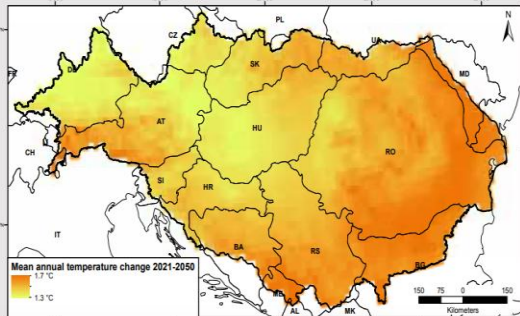 PL
CZ
UA
N
DE
SK
MD
FR
AT
HU
RO
CH
SI
HR
IT
BA
RS
BG
ME
AL
MK
Mean annual temperature change 2021-2050
1.7 °C
1.3 °C
150 75 0 150
Kilometers